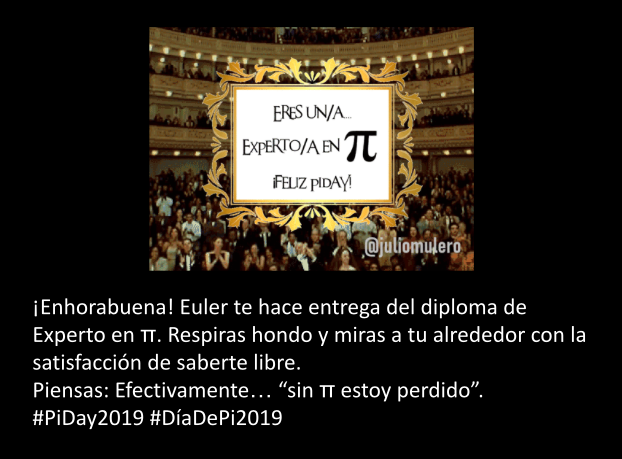 ERES UN/A...
EXPERTO/A EN π
¡FELIZ PIDAY!
@juliomulero
¡Enhorabuena! Euler te hace entrega del diploma de
Experto en π. Respiras hondo y miras a tu alrededor con la
satisfacción de saberte libre.
Piensas: Efectivamente… “sin π estoy perdido”.
#PiDay2019 #DíaDePi2019